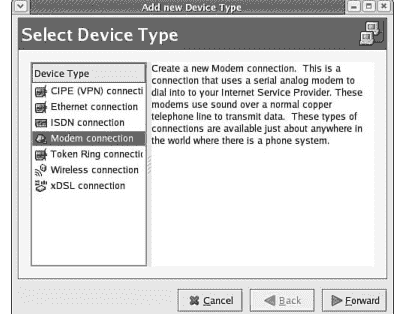 Add new Device Type
Select Device Type
Device Type
CIPE (VPN) connecti
Ethernet connection
ISDN connection
Modem connection
Token Ring connectic
Wireless connection
xDSL connection
Create a new Modem connection. This is a
connection that uses a serial analog modem to
dial into to your Internet Service Provider. These
modems use sound over a normal copper
telephone line to transmit data. These types of
connections are available just about anywhere in
the world where there is a phone system.
Cancel
Back
Forward